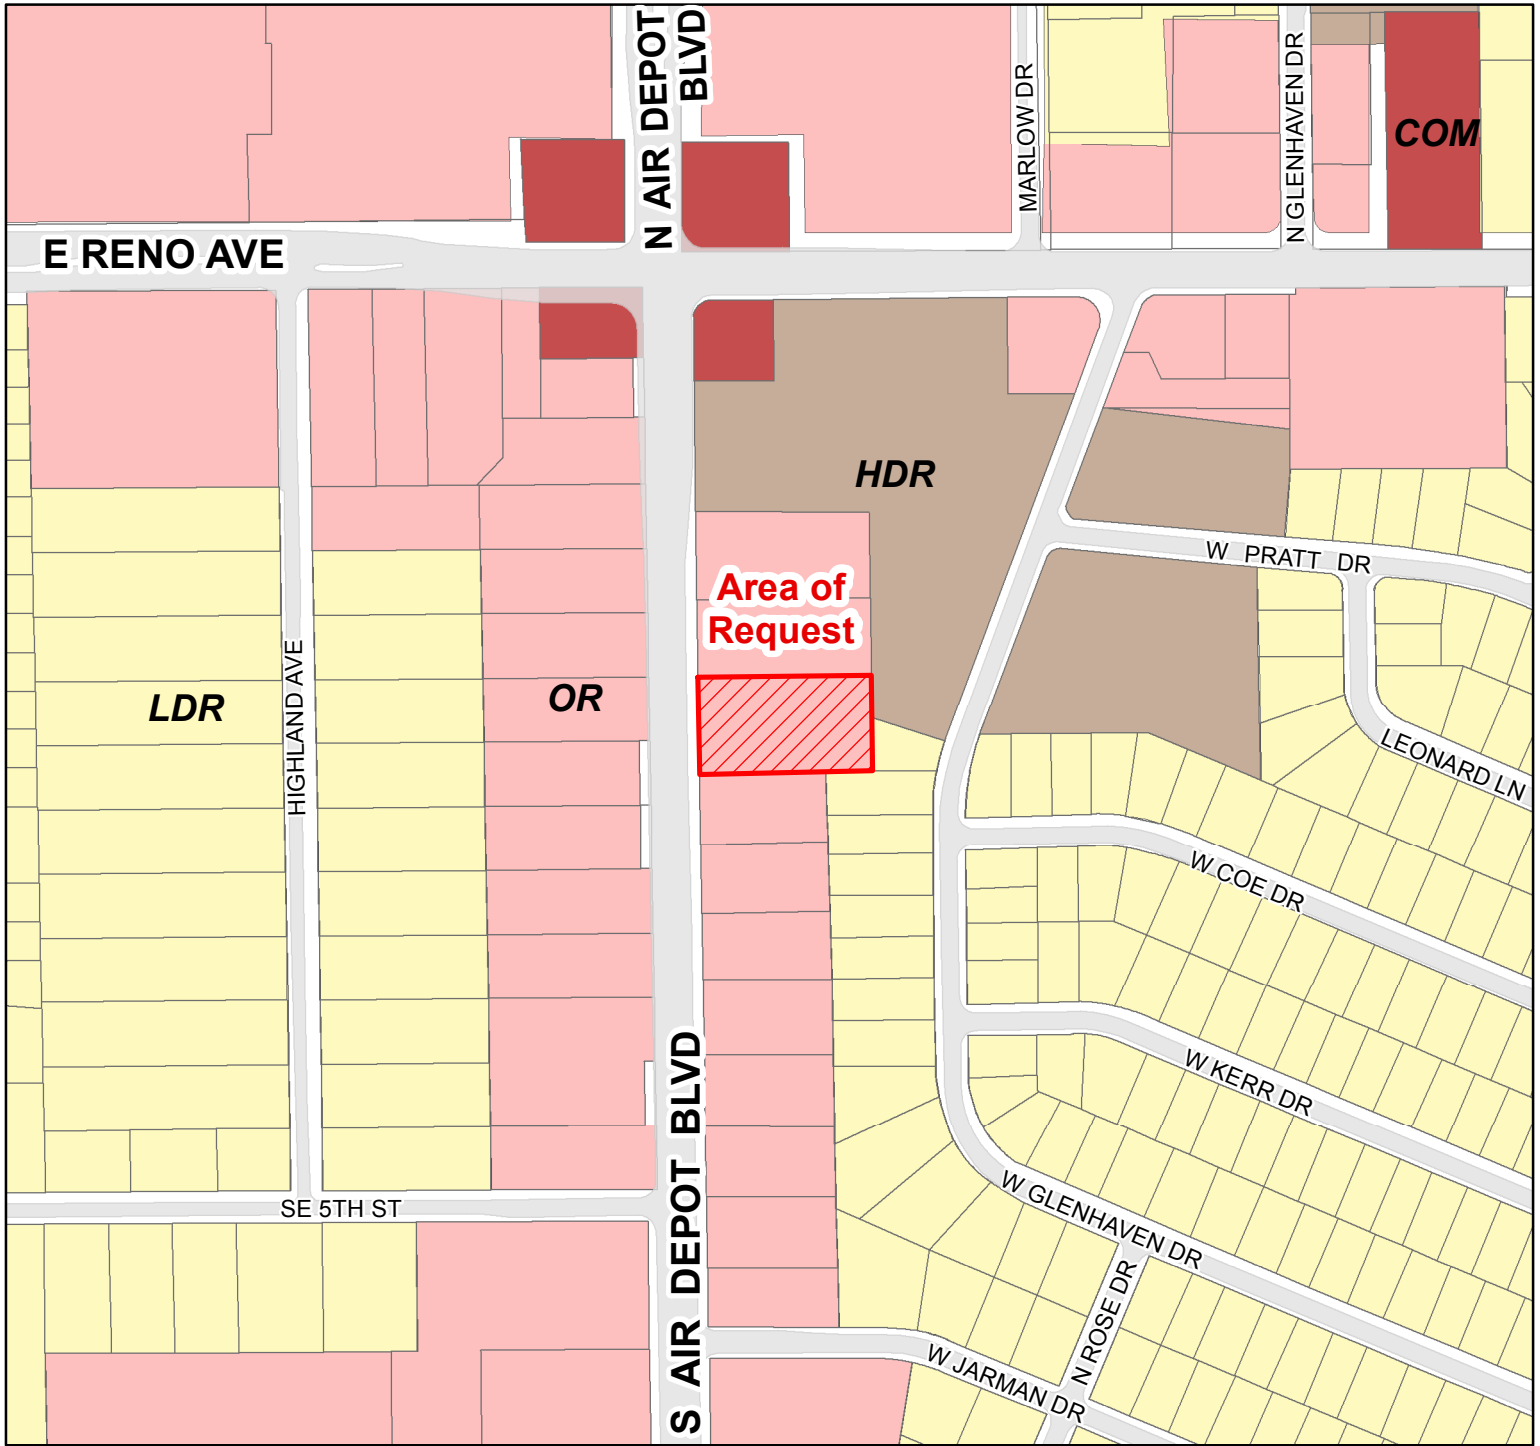 N AIR DEPOT
BLVD
MARLOW DR
N GLENHAVEN DR
COM
E RENO AVE
HDR
W PRATT DR
Area of
Request
HIGHLAND AVE
LDR
OR
LEONARD LN
W COE DR
W KERR DR
S AIR DEPOT BLVD
W GLENHAVEN DR
SE 5TH ST
N ROSE DR
W JARMAN DR